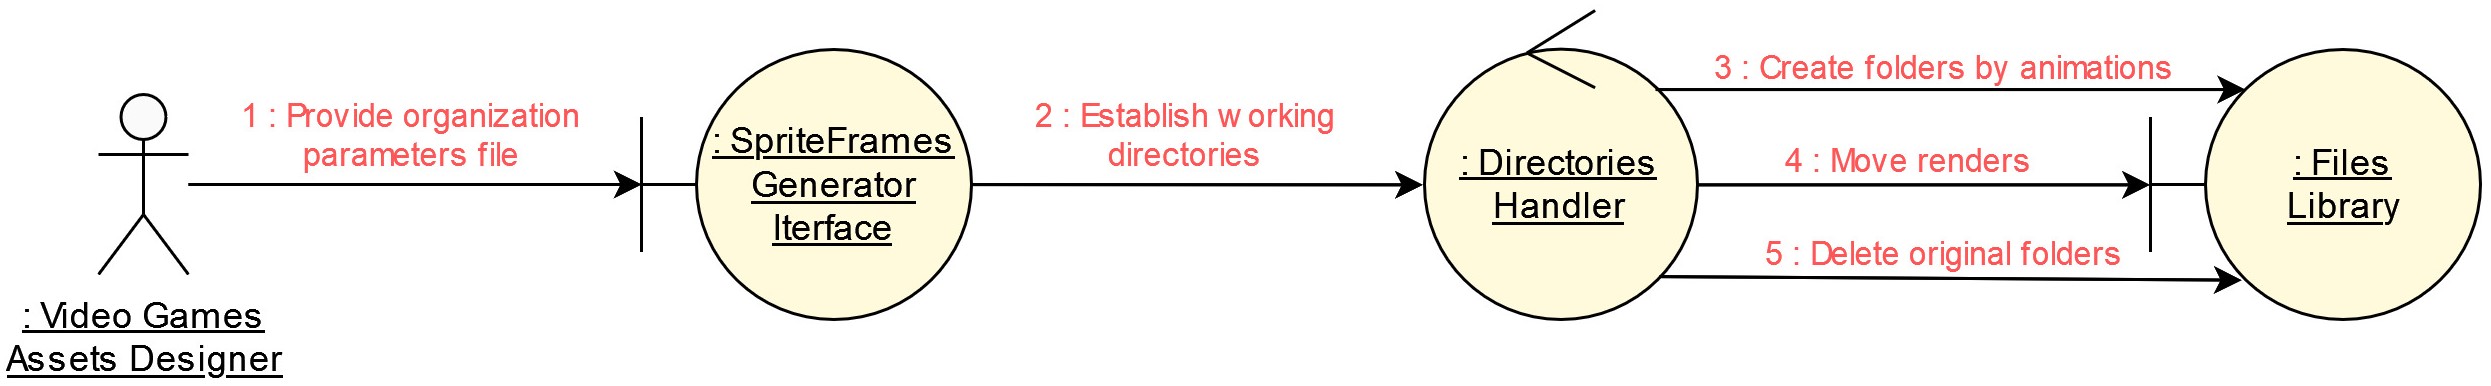 : Video Games
Assets Designer
1 : Provide organization
parameters file
: SpriteFrames
Generator
Iterface
2 : Establish w orking
directories
: Directories
Handler
3 : Create folders by animations
4 : Move renders
5 : Delete original folders
: Files
Library